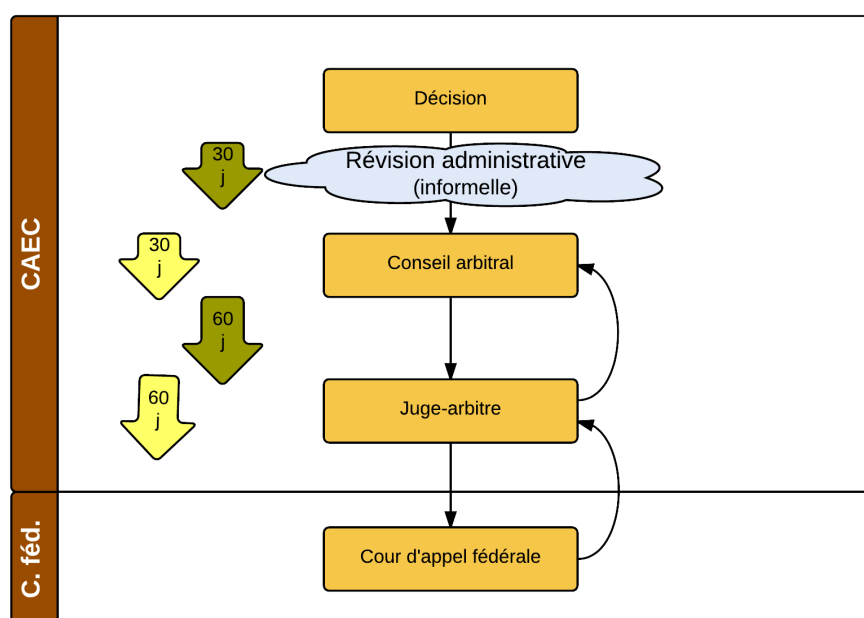 CAEC
Décision
30
j
Révision administrative
(informelle)
30
j
Conseil arbitral
60
j
60
j
Juge-arbitre
C. féd.
Cour d'appel fédérale